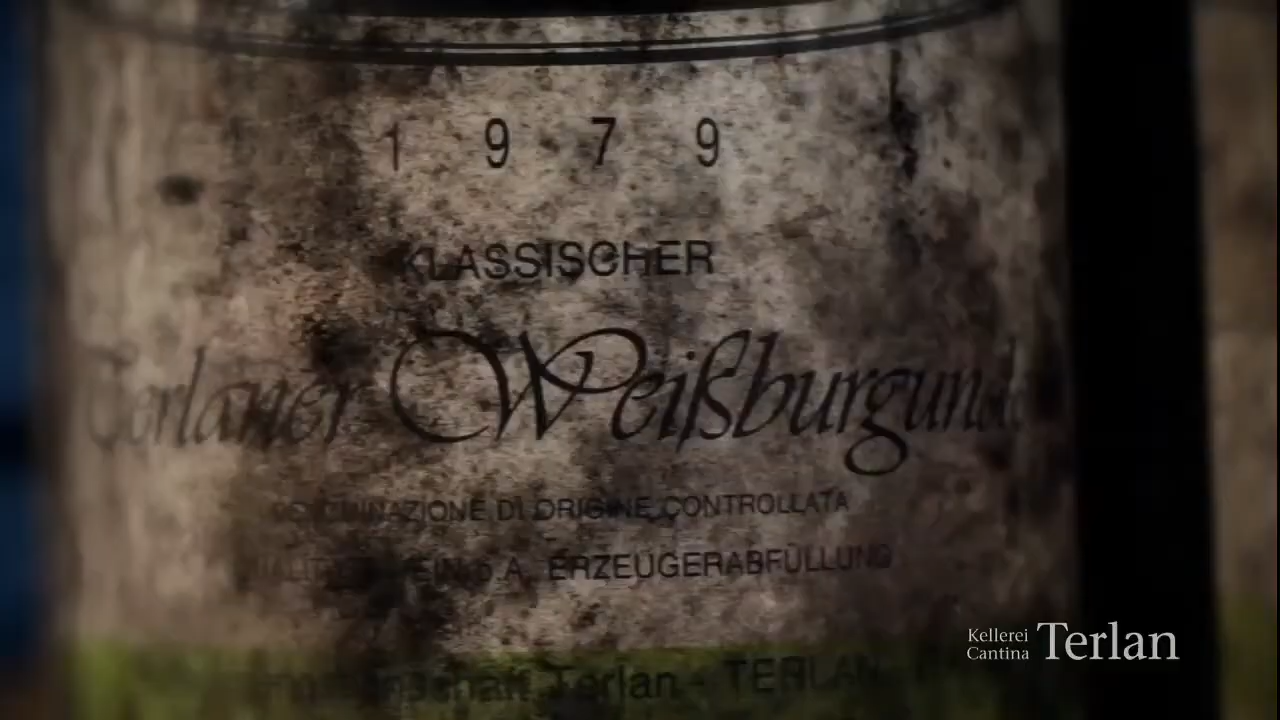 1 9 7 9
KLASSISCHER
Terlaner Weißburgunder
DENOMINAZIONE DI ORIGINE CONTROLLATA
b.A. ERZEUGERABFÜLLUNG
Terlan - TERLAN
Kellerei
Cantina
Terlan